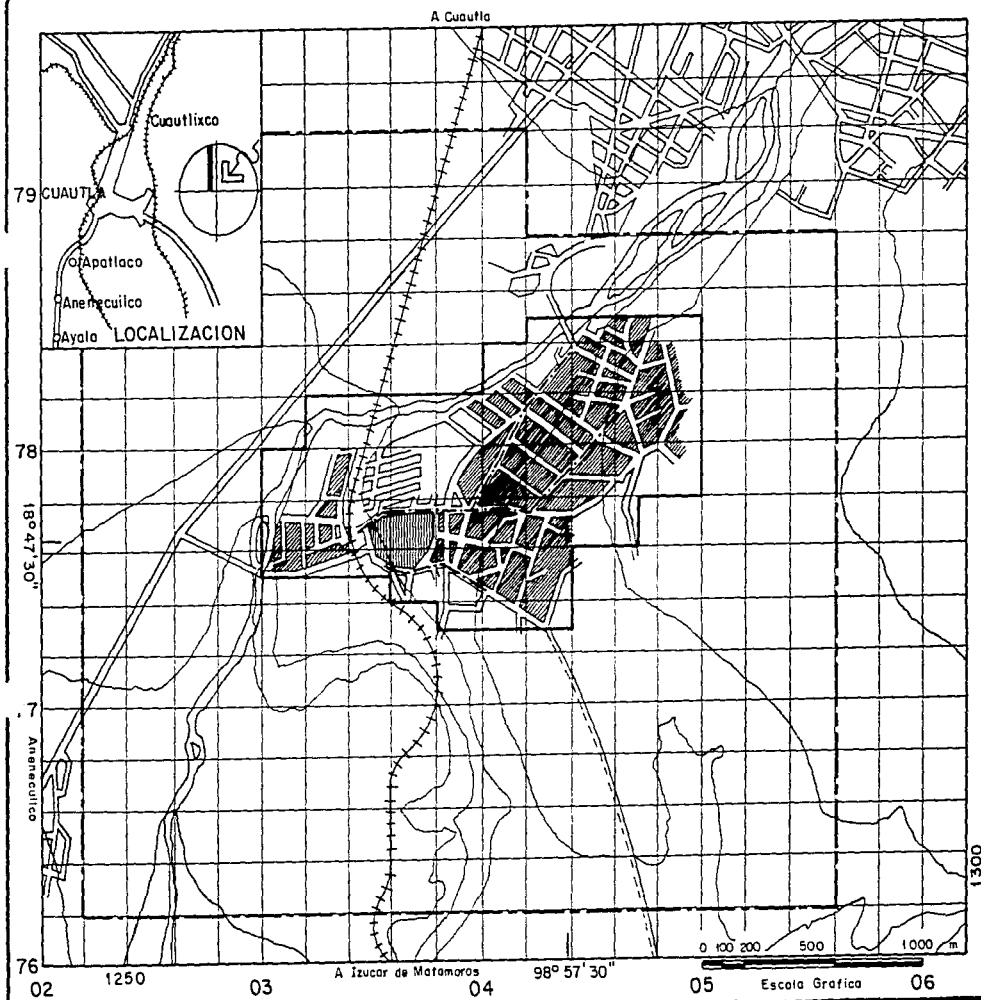 A Cuautla
Cuautlixco
CUAUTLA
Apatlaco
Anenecuilco
Ayala LOCALIZACION
79
78
18° 47' 30"
7
Anenecuilco
76
1250
A Izucar de Matamoros
98° 57' 30"
0 100 200 500 1000 m
Escala Grafica
1300
02 03 04 05 06